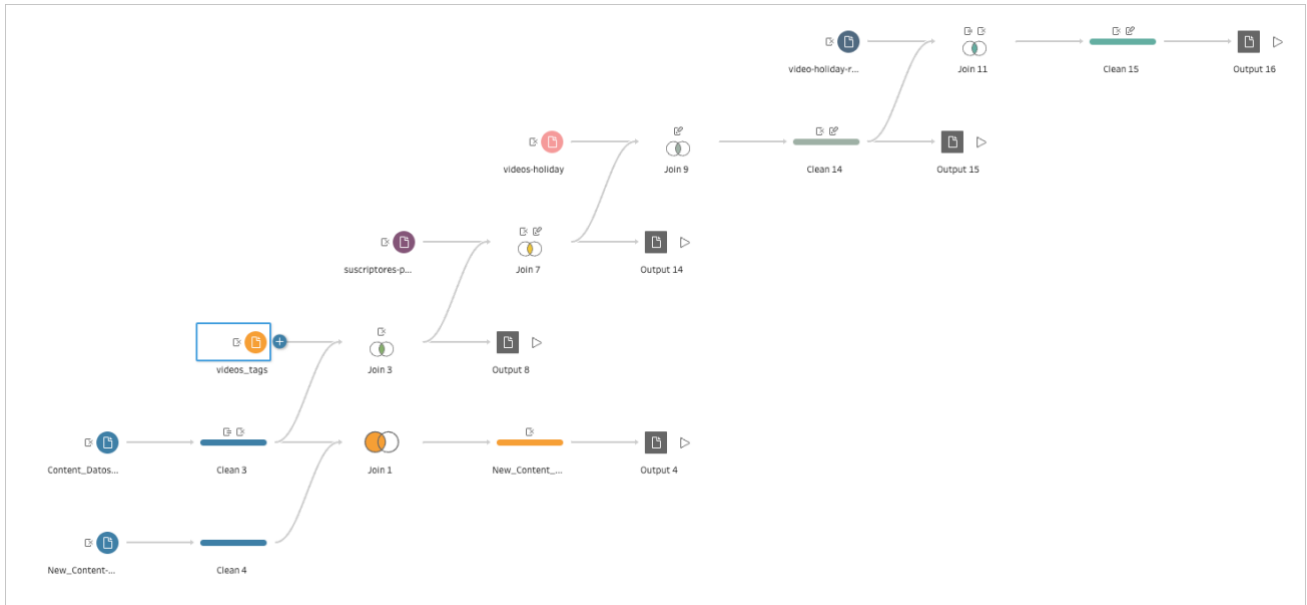 video-holiday-r...
Join 11
Clean 15
Output 16
videos-holiday
Join 9
Clean 14
Output 15
suscriptores-p...
Join 7
Output 14
videos_tags
Join 3
Output 8
Content_Datos...
Clean 3
Join 1
New_Content_...
Output 4
New_Content-...
Clean 4